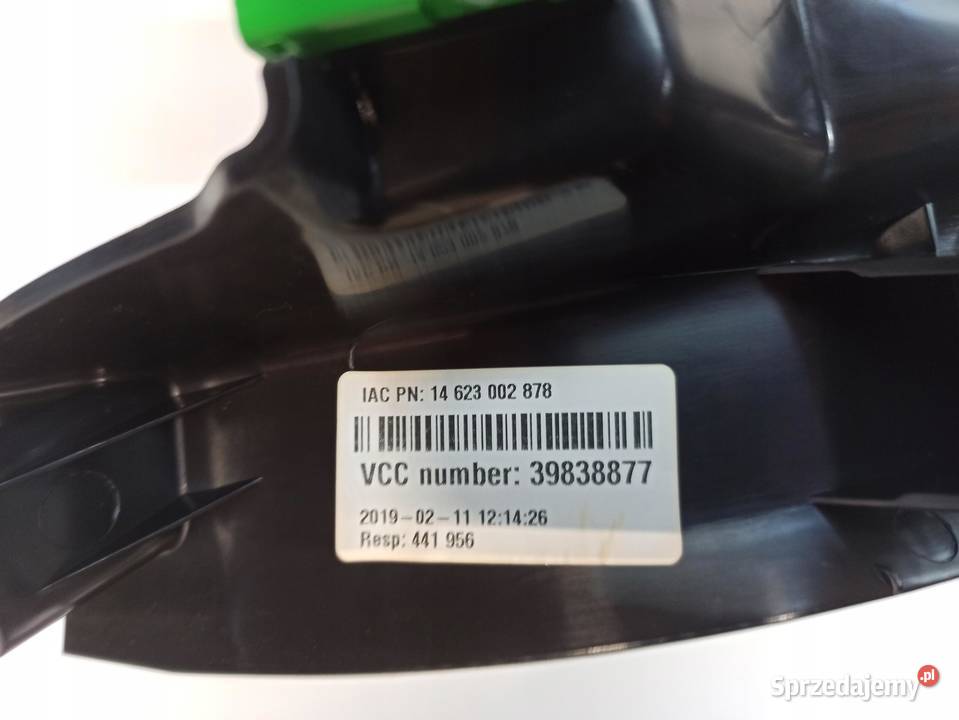 IAC PN: 14 623 002 878
VCC number: 39838877
2019-02-11 12:14:26
Resp: 441 956
Sprzedajemy.pl